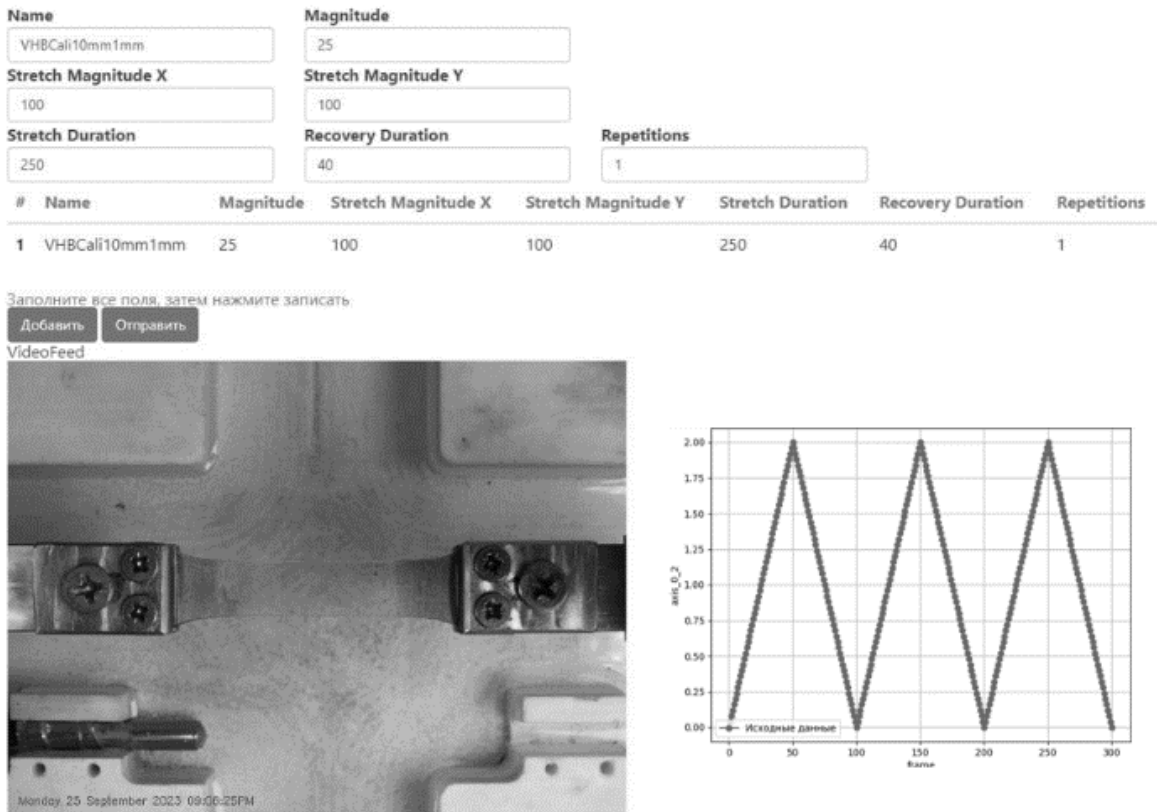 Name Magnitude
VHBCali10mm1mm 25
Stretch Magnitude X Stretch Magnitude Y
100 100
Stretch Duration Recovery Duration Repetitions
250 40 1
# Name Magnitude Stretch Magnitude X Stretch Magnitude Y Stretch Duration Recovery Duration Repetitions
1 VHBCali10mm1mm 25 100 100 250 40 1
Заполните все поля, затем нажмите записать
Добавить Отправить
VideoFeed
2.00
1.75
1.50
1.25
1.00
0.75
0.50
0.25
0.00
axis_0_2
Исходные данные
0 50 100 150 200 250 300
frame
Monday 25 September 2023 09:06:25PM